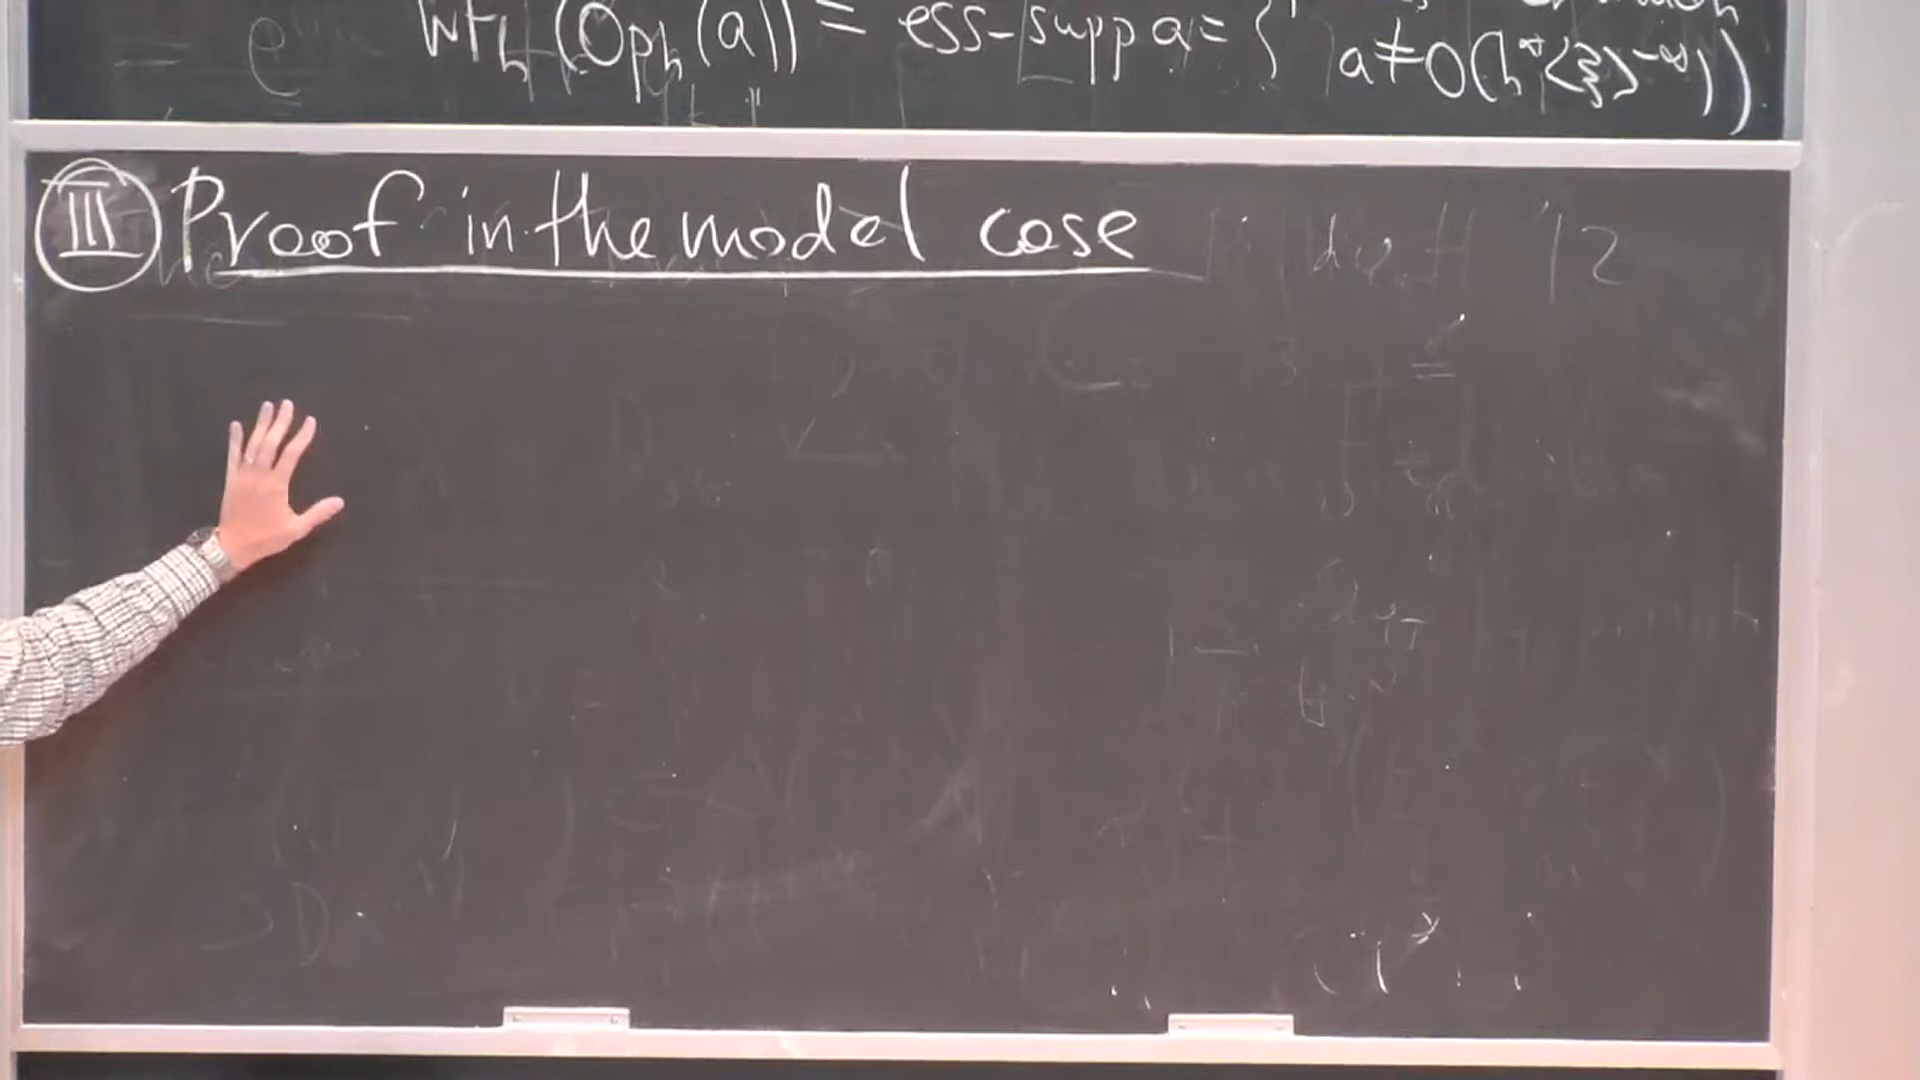 WF_h(Op_h(a)) = ess-supp a = {
a ≠ O(h^∞<ξ>^-∞))
III Proof in the model case